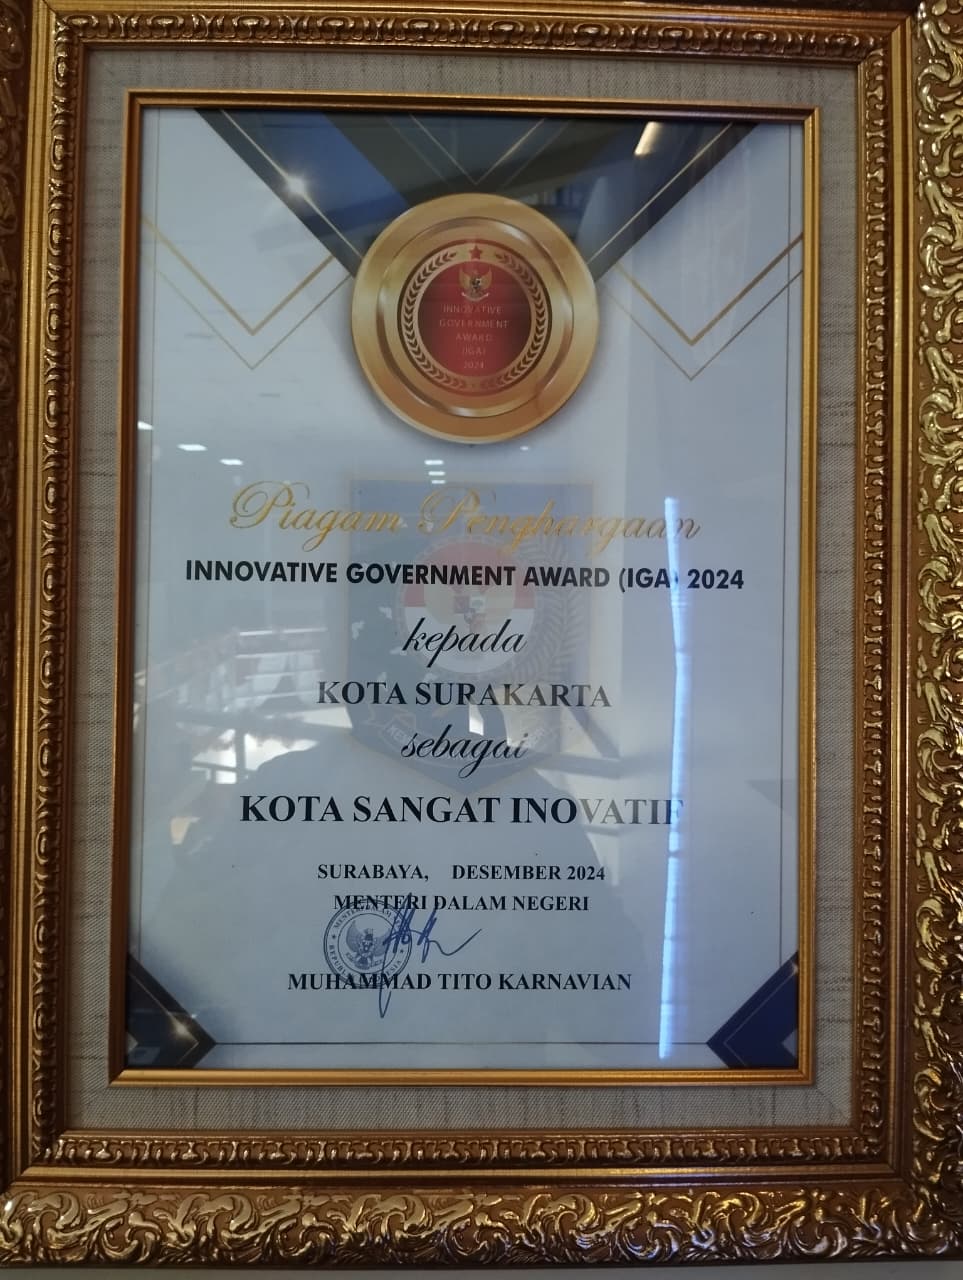 INNOVATIVE
GOVERNMENT
AWARD
(IGA)
2024
Piagam Penghargaan
INNOVATIVE GOVERNMENT AWARD (IGA) 2024
kepada
KOTA SURAKARTA
sebagai
KOTA SANGAT INOVATIF
SURABAYA, DESEMBER 2024
MENTERI DALAM NEGERI
MUHAMMAD TITO KARNAVIAN